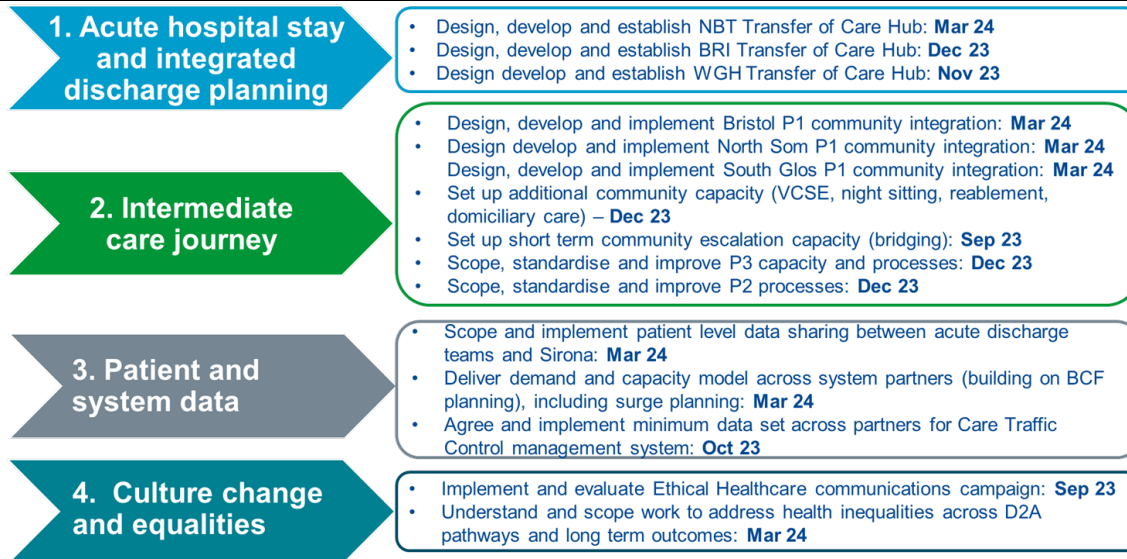 1. Acute hospital stay
and integrated
discharge planning
• Design, develop and establish NBT Transfer of Care Hub: Mar 24
• Design, develop and establish BRI Transfer of Care Hub: Dec 23
• Design develop and establish WGH Transfer of Care Hub: Nov 23
2. Intermediate
care journey
• Design, develop and implement Bristol P1 community integration: Mar 24
• Design develop and implement North Som P1 community integration: Mar 24
Design, develop and implement South Glos P1 community integration: Mar 24
• Set up additional community capacity (VCSE, night sitting, reablement,
domiciliary care) – Dec 23
• Set up short term community escalation capacity (bridging): Sep 23
• Scope, standardise and improve P3 capacity and processes: Dec 23
• Scope, standardise and improve P2 processes: Dec 23
3. Patient and
system data
• Scope and implement patient level data sharing between acute discharge
teams and Sirona: Mar 24
• Deliver demand and capacity model across system partners (building on BCF
planning), including surge planning: Mar 24
• Agree and implement minimum data set across partners for Care Traffic
Control management system: Oct 23
4. Culture change
and equalities
• Implement and evaluate Ethical Healthcare communications campaign: Sep 23
• Understand and scope work to address health inequalities across D2A
pathways and long term outcomes: Mar 24